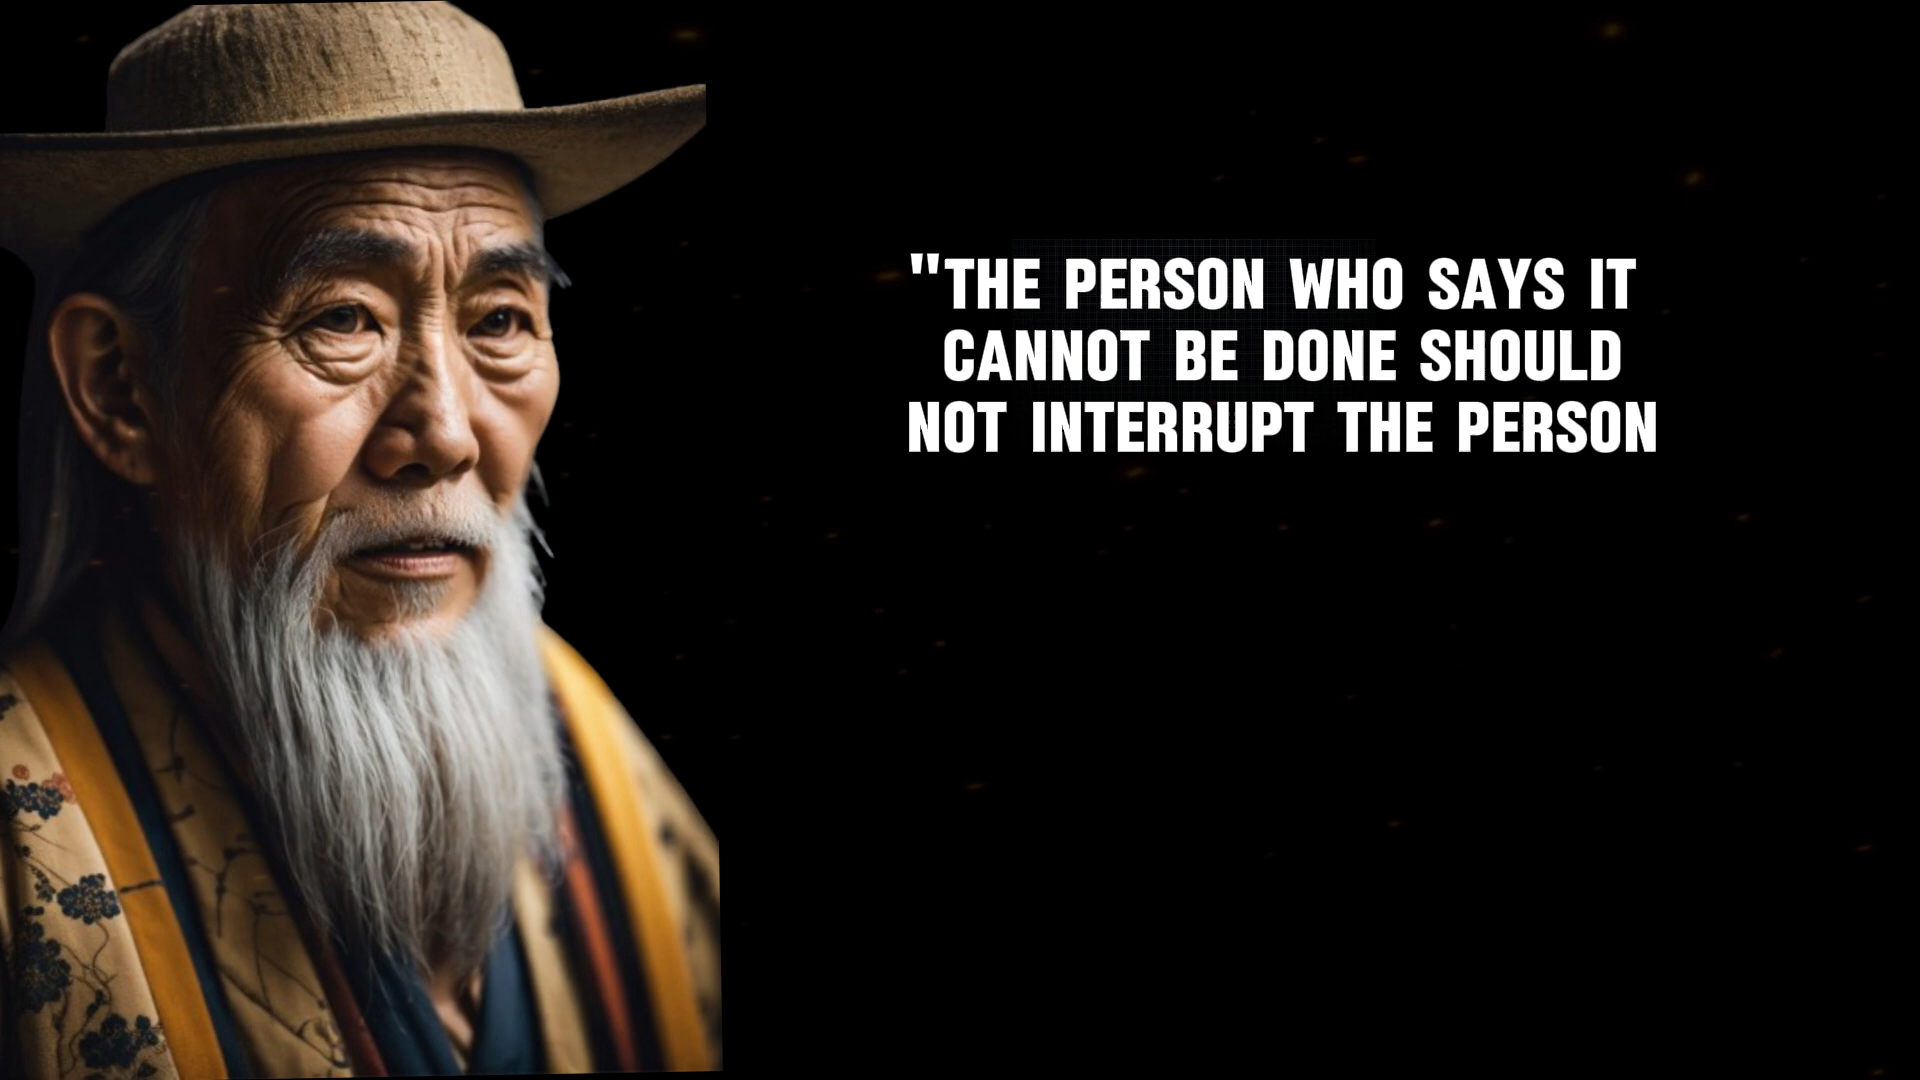 "THE PERSON WHO SAYS IT
CANNOT BE DONE SHOULD
NOT INTERRUPT THE PERSON